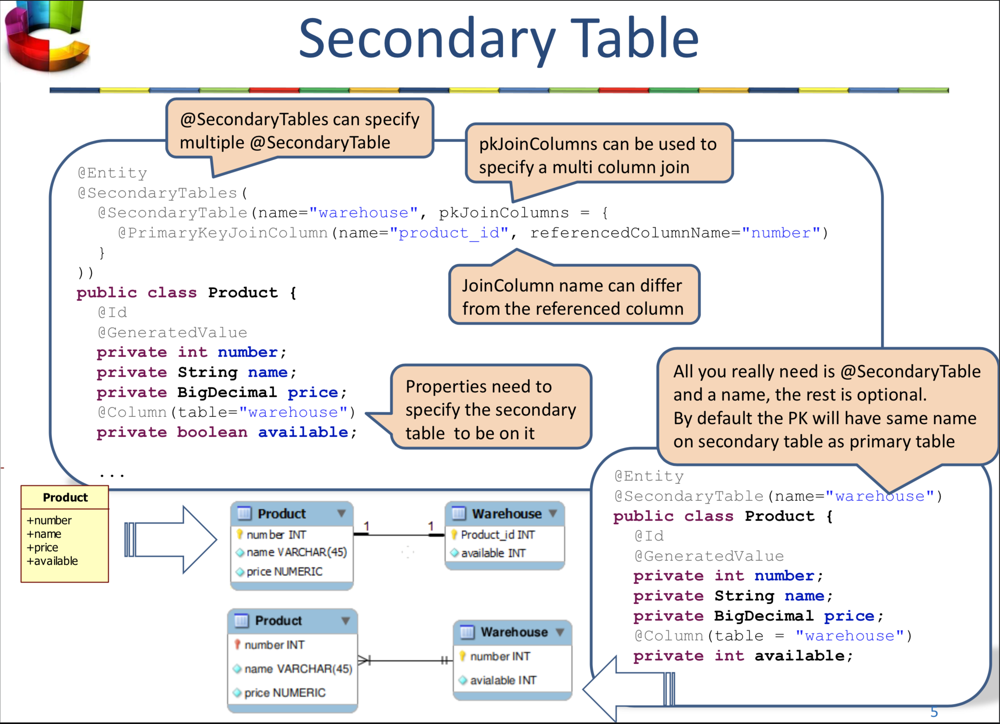 Secondary Table
@SecondaryTables can specify
multiple @SecondaryTable
pkJoinColumns can be used to
specify a multi column join
@Entity
@SecondaryTables(
@SecondaryTable(name="warehouse", pkJoinColumns = {
@PrimaryKeyJoinColumn(name="product_id", referencedColumnName="number")
}
))
public class Product {
@Id
@GeneratedValue
private int number;
private String name;
private BigDecimal price;
@Column(table="warehouse")
private boolean available;
...
JoinColumn name can differ
from the referenced column
Properties need to
specify the secondary
table  to be on it
All you really need is @SecondaryTable
and a name, the rest is optional.
By default the PK will have same name
on secondary table as primary table
@Entity
@SecondaryTable(name="warehouse")
public class Product {
@Id
@GeneratedValue
private int number;
private String name;
private BigDecimal price;
@Column(table = "warehouse")
private int available;
Product
+number
+name
+price
+available
Product
number INT
name VARCHAR(45)
price NUMERIC
1
1
Warehouse
Product_id INT
available INT
Product
number INT
name VARCHAR(45)
price NUMERIC
Warehouse
number INT
avialable INT
5